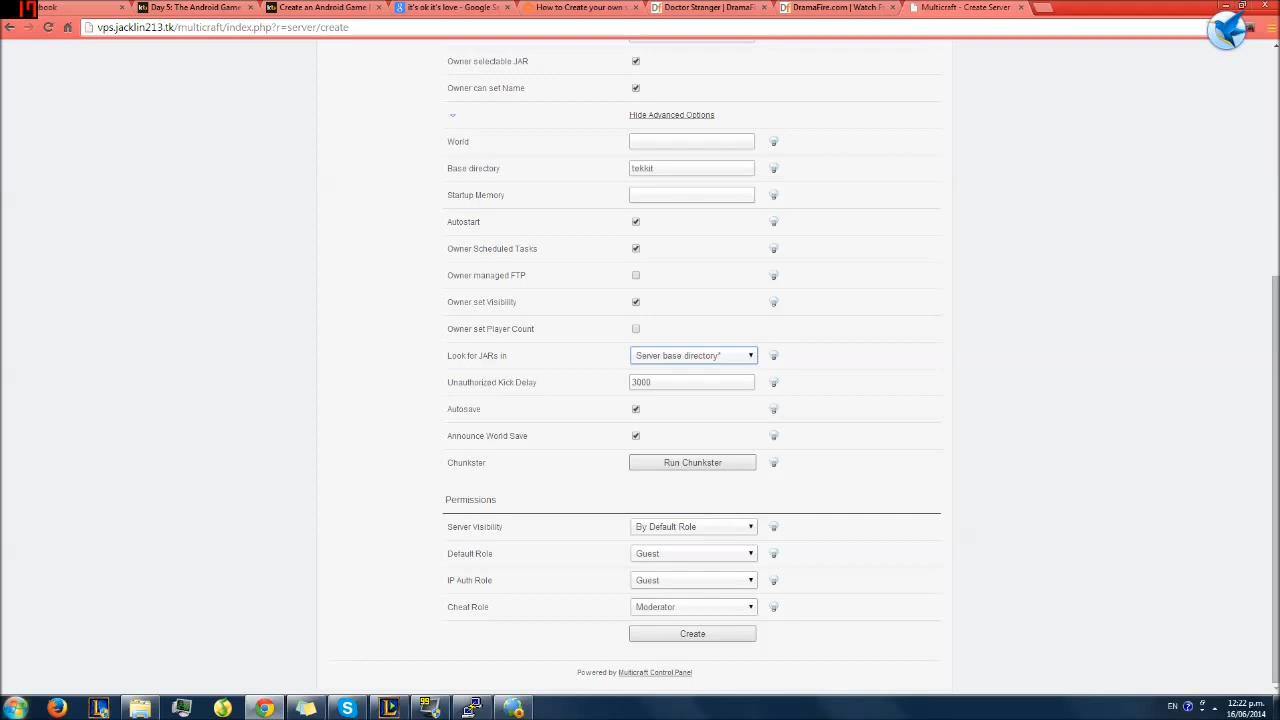 book
Day 5: The Android Game
Create an Android Game
it's ok it's love - Google Se
How to Create your own s
Doctor Stranger | DramaFi
DramaFire.com | Watch F
Multicraft - Create Server
vps.jacklin213.tk/multicraft/index.php?r=server/create
Owner selectable JAR
Owner can set Name
Hide Advanced Options
World
Base directory tekkit
Startup Memory
Autostart
Owner Scheduled Tasks
Owner managed FTP
Owner set Visibility
Owner set Player Count
Look for JARs in Server base directory*
Unauthorized Kick Delay 3000
Autosave
Announce World Save
Chunkster Run Chunkster
Permissions
Server Visibility By Default Role
Default Role Guest
IP Auth Role Guest
Cheat Role Moderator
Create
Powered by Multicraft Control Panel
EN 12:22 p.m.
16/06/2014